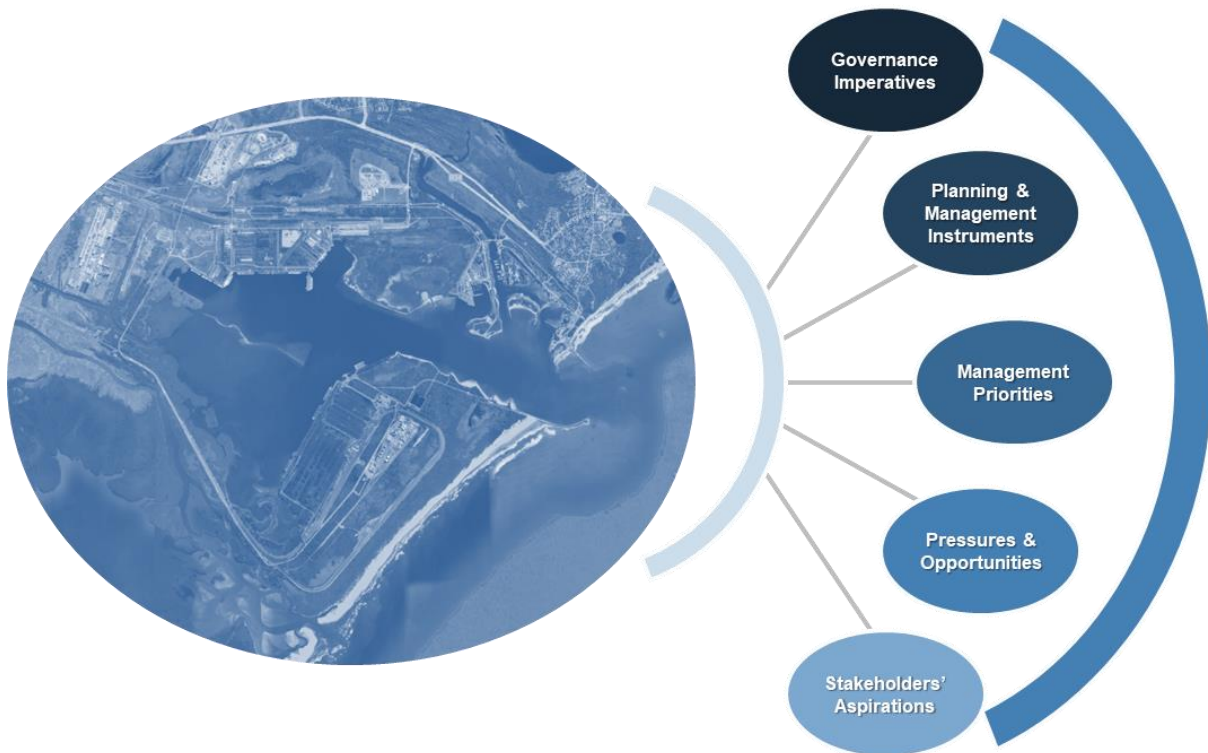 Governance
Imperatives
Planning &
Management
Instruments
Management
Priorities
Pressures &
Opportunities
Stakeholders’
Aspirations